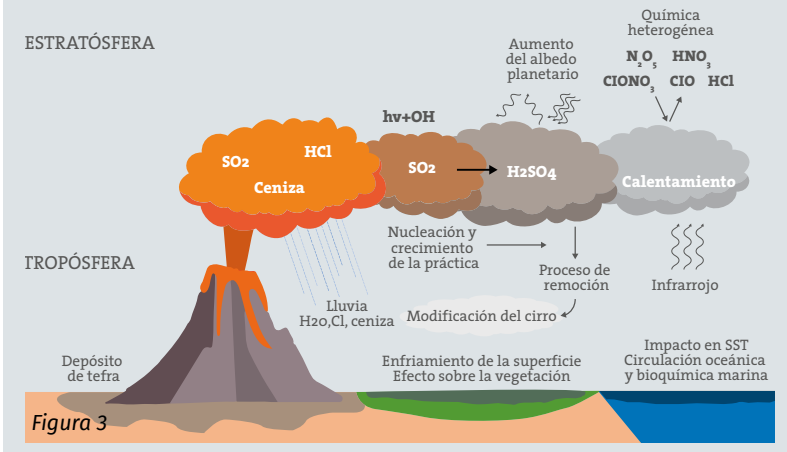 ESTRATÓSFERA
Química
heterogénea
N2O5 HNO3
ClONO3 ClO HCl
Aumento
del albedo
planetario
hv+OH
SO2
HCl
Ceniza
SO2
H2SO4
Calentamiento
Nucleación y
crecimiento
de la práctica
TROPÓSFERA
Proceso de
remoción
Infrarrojo
Lluvia
H2O,Cl, ceniza
Modificación del cirro
Depósito
de tefra
Enfriamiento de la superficie
Efecto sobre la vegetación
Impacto en SST
Circulación oceánica
y bioquímica marina
Figura 3